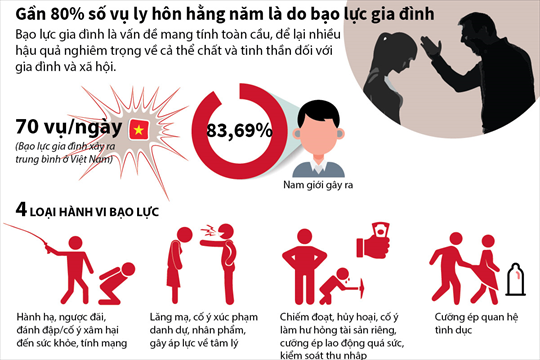 Gần 80% số vụ ly hôn hằng năm là do bạo lực gia đình
Bạo lực gia đình là vấn đề mang tính toàn cầu, để lại nhiều
hậu quả nghiêm trọng về cả thể chất và tinh thần đối với
gia đình và xã hội.
70 vụ/ngày
(Bạo lực gia đình xảy ra
trung bình ở Việt Nam)
83,69%
Nam giới gây ra
4 LOẠI HÀNH VI BẠO LỰC
Hành hạ, ngược đãi,
đánh đập/cố ý xâm hại
đến sức khỏe, tính mạng
Lăng mạ, cố ý xúc phạm
danh dự, nhân phẩm,
gây áp lực về tâm lý
Chiếm đoạt, hủy hoại, cố ý
làm hư hỏng tài sản riêng,
cưỡng ép lao động quá sức,
kiểm soát thu nhập
Cưỡng ép quan hệ
tình dục